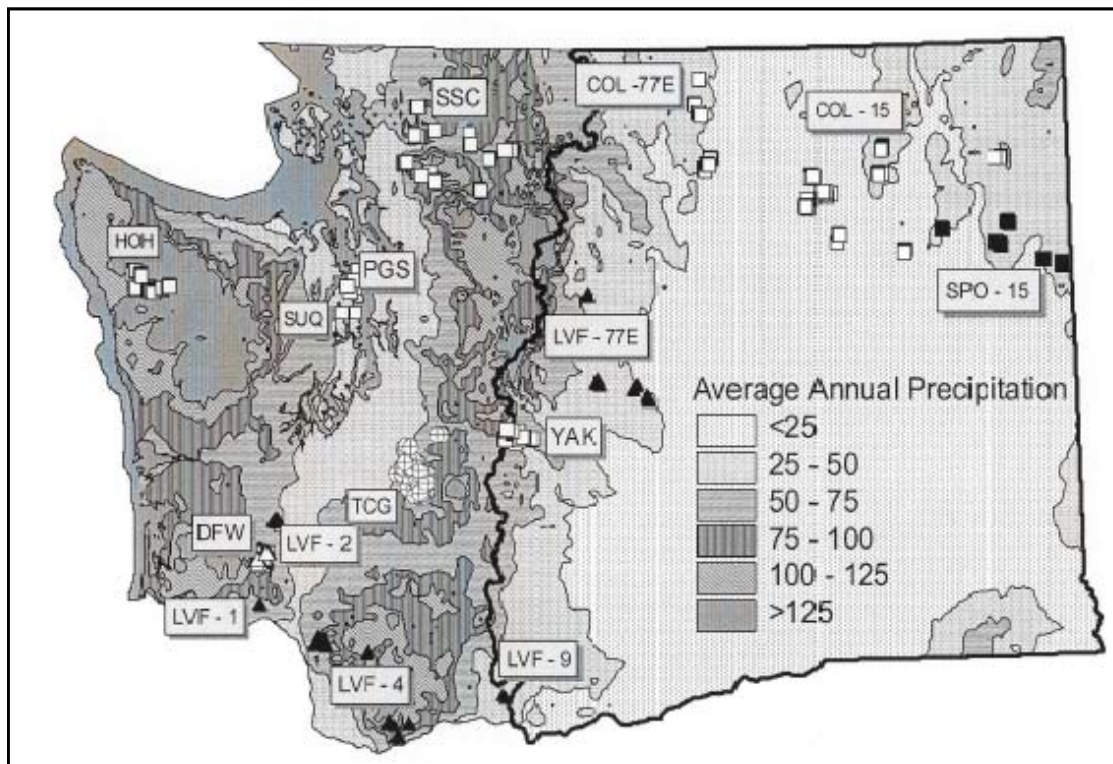 SSC
COL -77E
COL - 15
HOH
PGS
SUQ
SPO - 15
LVF - 77E
Average Annual Precipitation
<25
25 - 50
50 - 75
75 - 100
100 - 125
>125
YAK
TCG
DFW
LVF - 2
LVF - 1
LVF - 9
LVF - 4